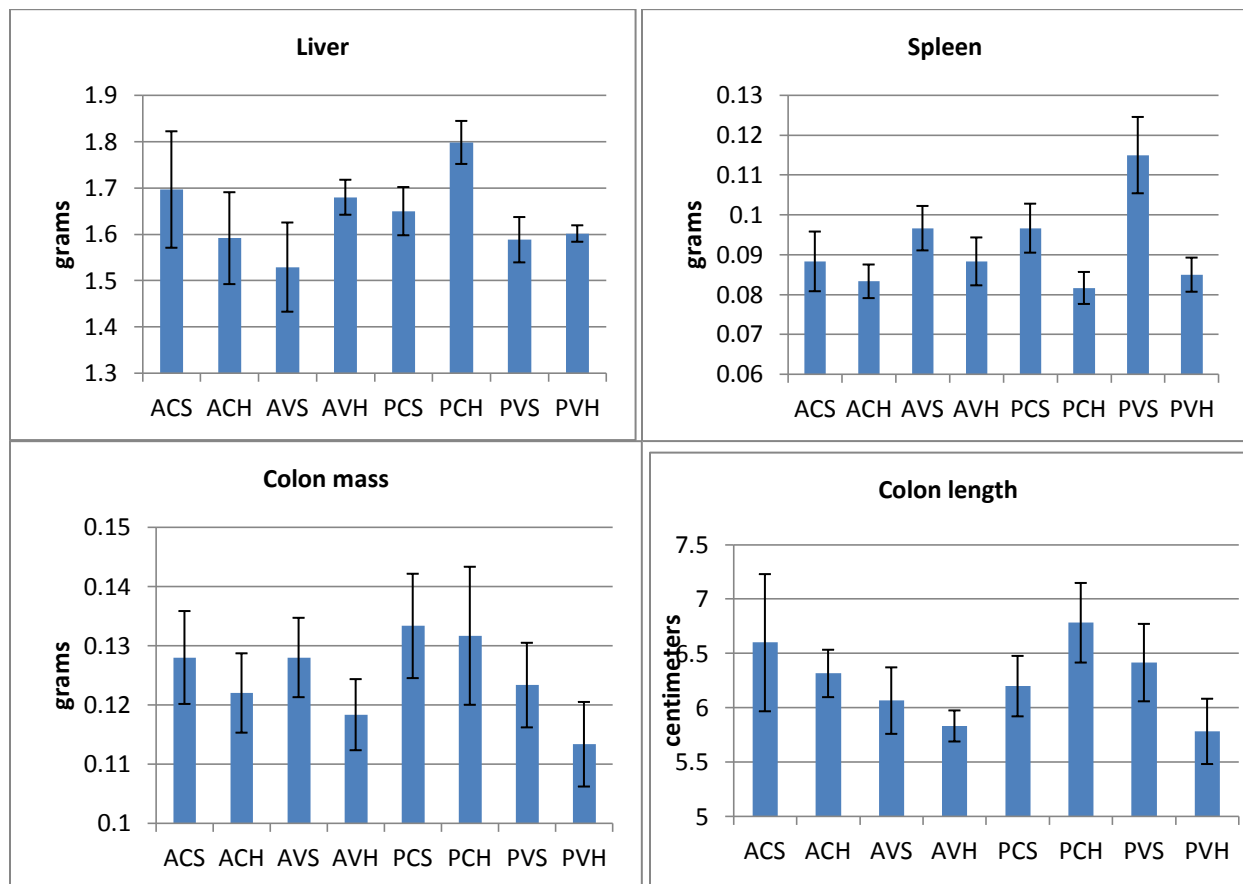 Liver
grams
1.9
1.8
1.7
1.6
1.5
1.4
1.3
ACS ACH AVS AVH PCS PCH PVS PVH
Spleen
grams
0.13
0.12
0.11
0.1
0.09
0.08
0.07
0.06
ACS ACH AVS AVH PCS PCH PVS PVH
Colon mass
grams
0.15
0.14
0.13
0.12
0.11
0.1
ACS ACH AVS AVH PCS PCH PVS PVH
Colon length
centimeters
7.5
7
6.5
6
5.5
5
ACS ACH AVS AVH PCS PCH PVS PVH